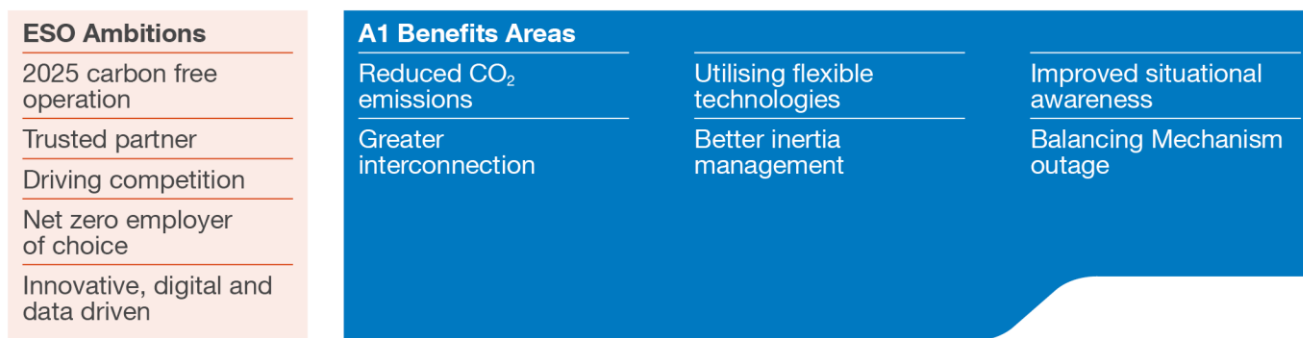 ESO Ambitions
2025 carbon free
operation
Trusted partner
Driving competition
Net zero employer
of choice
Innovative, digital and
data driven
A1 Benefits Areas
Reduced CO₂
emissions
Greater
interconnection
Utilising flexible
technologies
Better inertia
management
Improved situational
awareness
Balancing Mechanism
outage